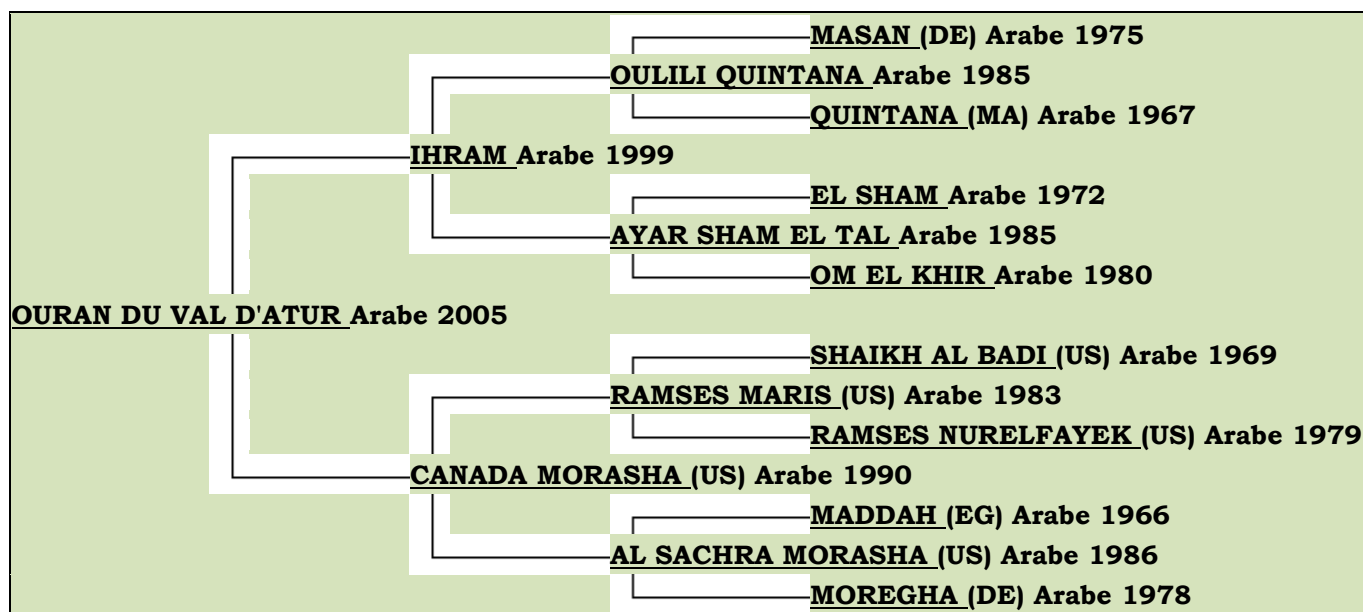 MASAN (DE) Arabe 1975
OULILI QUINTANA Arabe 1985
QUINTANA (MA) Arabe 1967
IHRAM Arabe 1999
EL SHAM Arabe 1972
AYAR SHAM EL TAL Arabe 1985
OM EL KHIR Arabe 1980
OURAN DU VAL D'ATUR Arabe 2005
SHAIKH AL BADI (US) Arabe 1969
RAMSES MARIS (US) Arabe 1983
RAMSES NURELFAYEK (US) Arabe 1979
CANADA MORASHA (US) Arabe 1990
MADDAH (EG) Arabe 1966
AL SACHRA MORASHA (US) Arabe 1986
MOREGHA (DE) Arabe 1978